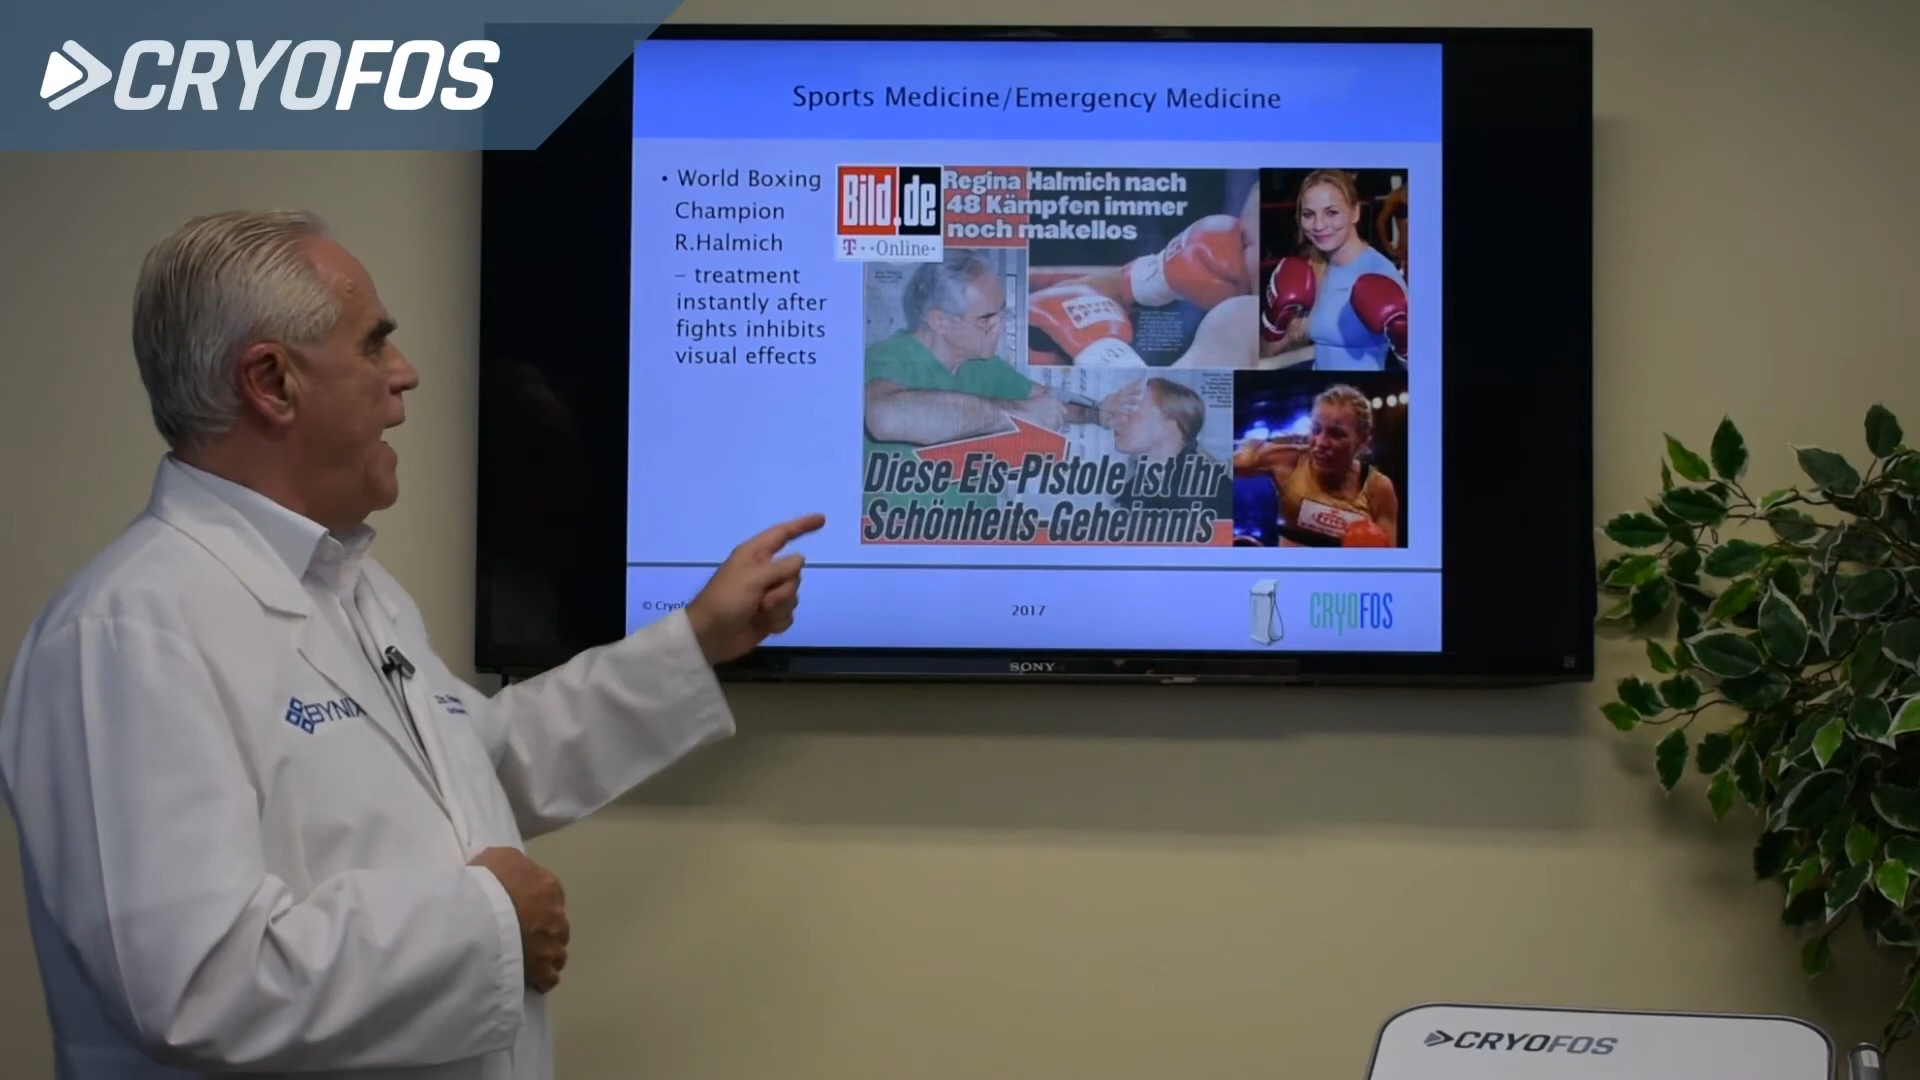 CRYOFOS
Sports Medicine/Emergency Medicine
• World Boxing
Champion
R.Halmich
– treatment
instantly after
fights inhibits
visual effects
Bild.de
T··Online·
Regina Halmich nach
48 Kämpfen immer
noch makellos
Diese Eis-Pistole ist ihr
Schönheits-Geheimnis
©
2017
CRYOFOS
SONY
BYNIX
CRYOFOS